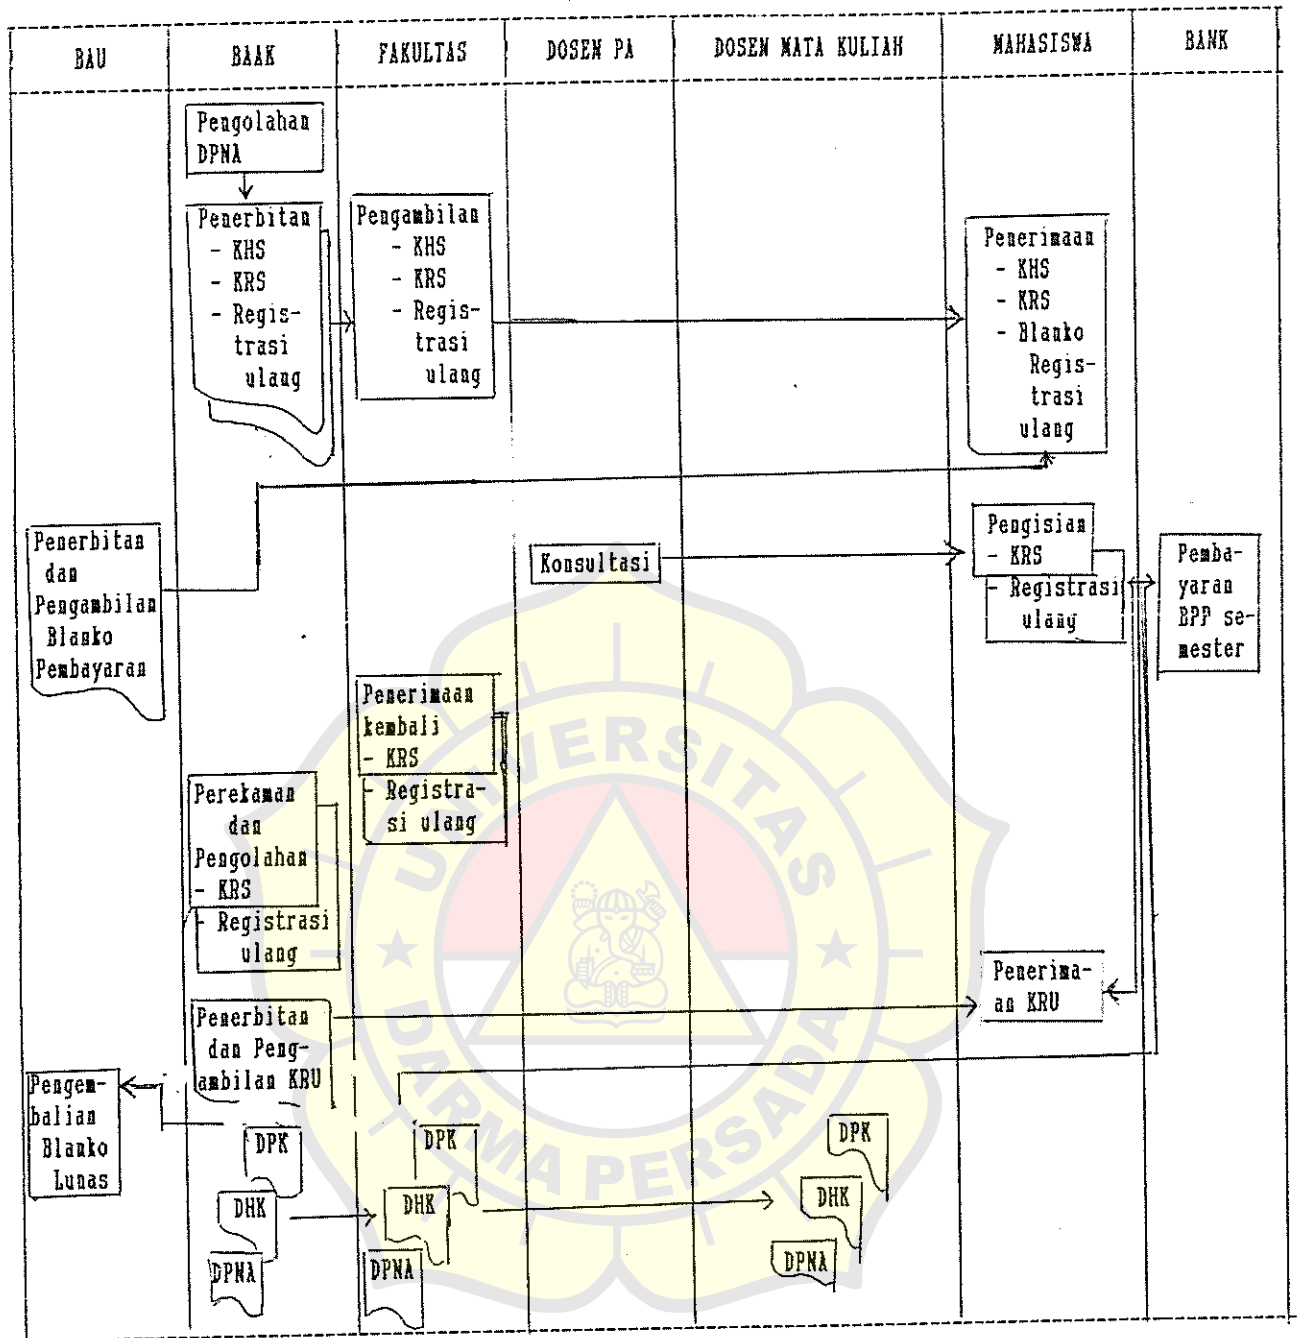 BAU
BAAK
FAKULTAS
DOSEN PA
DOSEN MATA KULIAH
MAHASISWA
BANK
Pengolahan
DPNA
Penerbitan
- KHS
- KRS
- Regis-
trasi
ulang
Pengambilan
- KHS
- KRS
- Regis-
trasi
ulang
Penerimaan
- KHS
- KRS
- Blanko
Regis-
trasi
ulang
Penerbitan
dan
Pengambilan
Blanko
Pembayaran
Konsultasi
Pengisian
- KRS
- Registrasi
ulang
Pemba-
yaran
BPP se-
mester
Penerimaan
kembali
- KRS
- Registra-
si ulang
Perekaman
dan
Pengolahan
- KRS
- Registrasi
ulang
Penerima-
an KRU
Penerbitan
dan Peng-
ambilan KRU
Pengem-
balian
Blanko
Lunas
DPK
DPK
DPK
DHK
DHK
DHK
DPNA
DPNA
DPNA
UNIVERSITAS
DARMA PERSADA